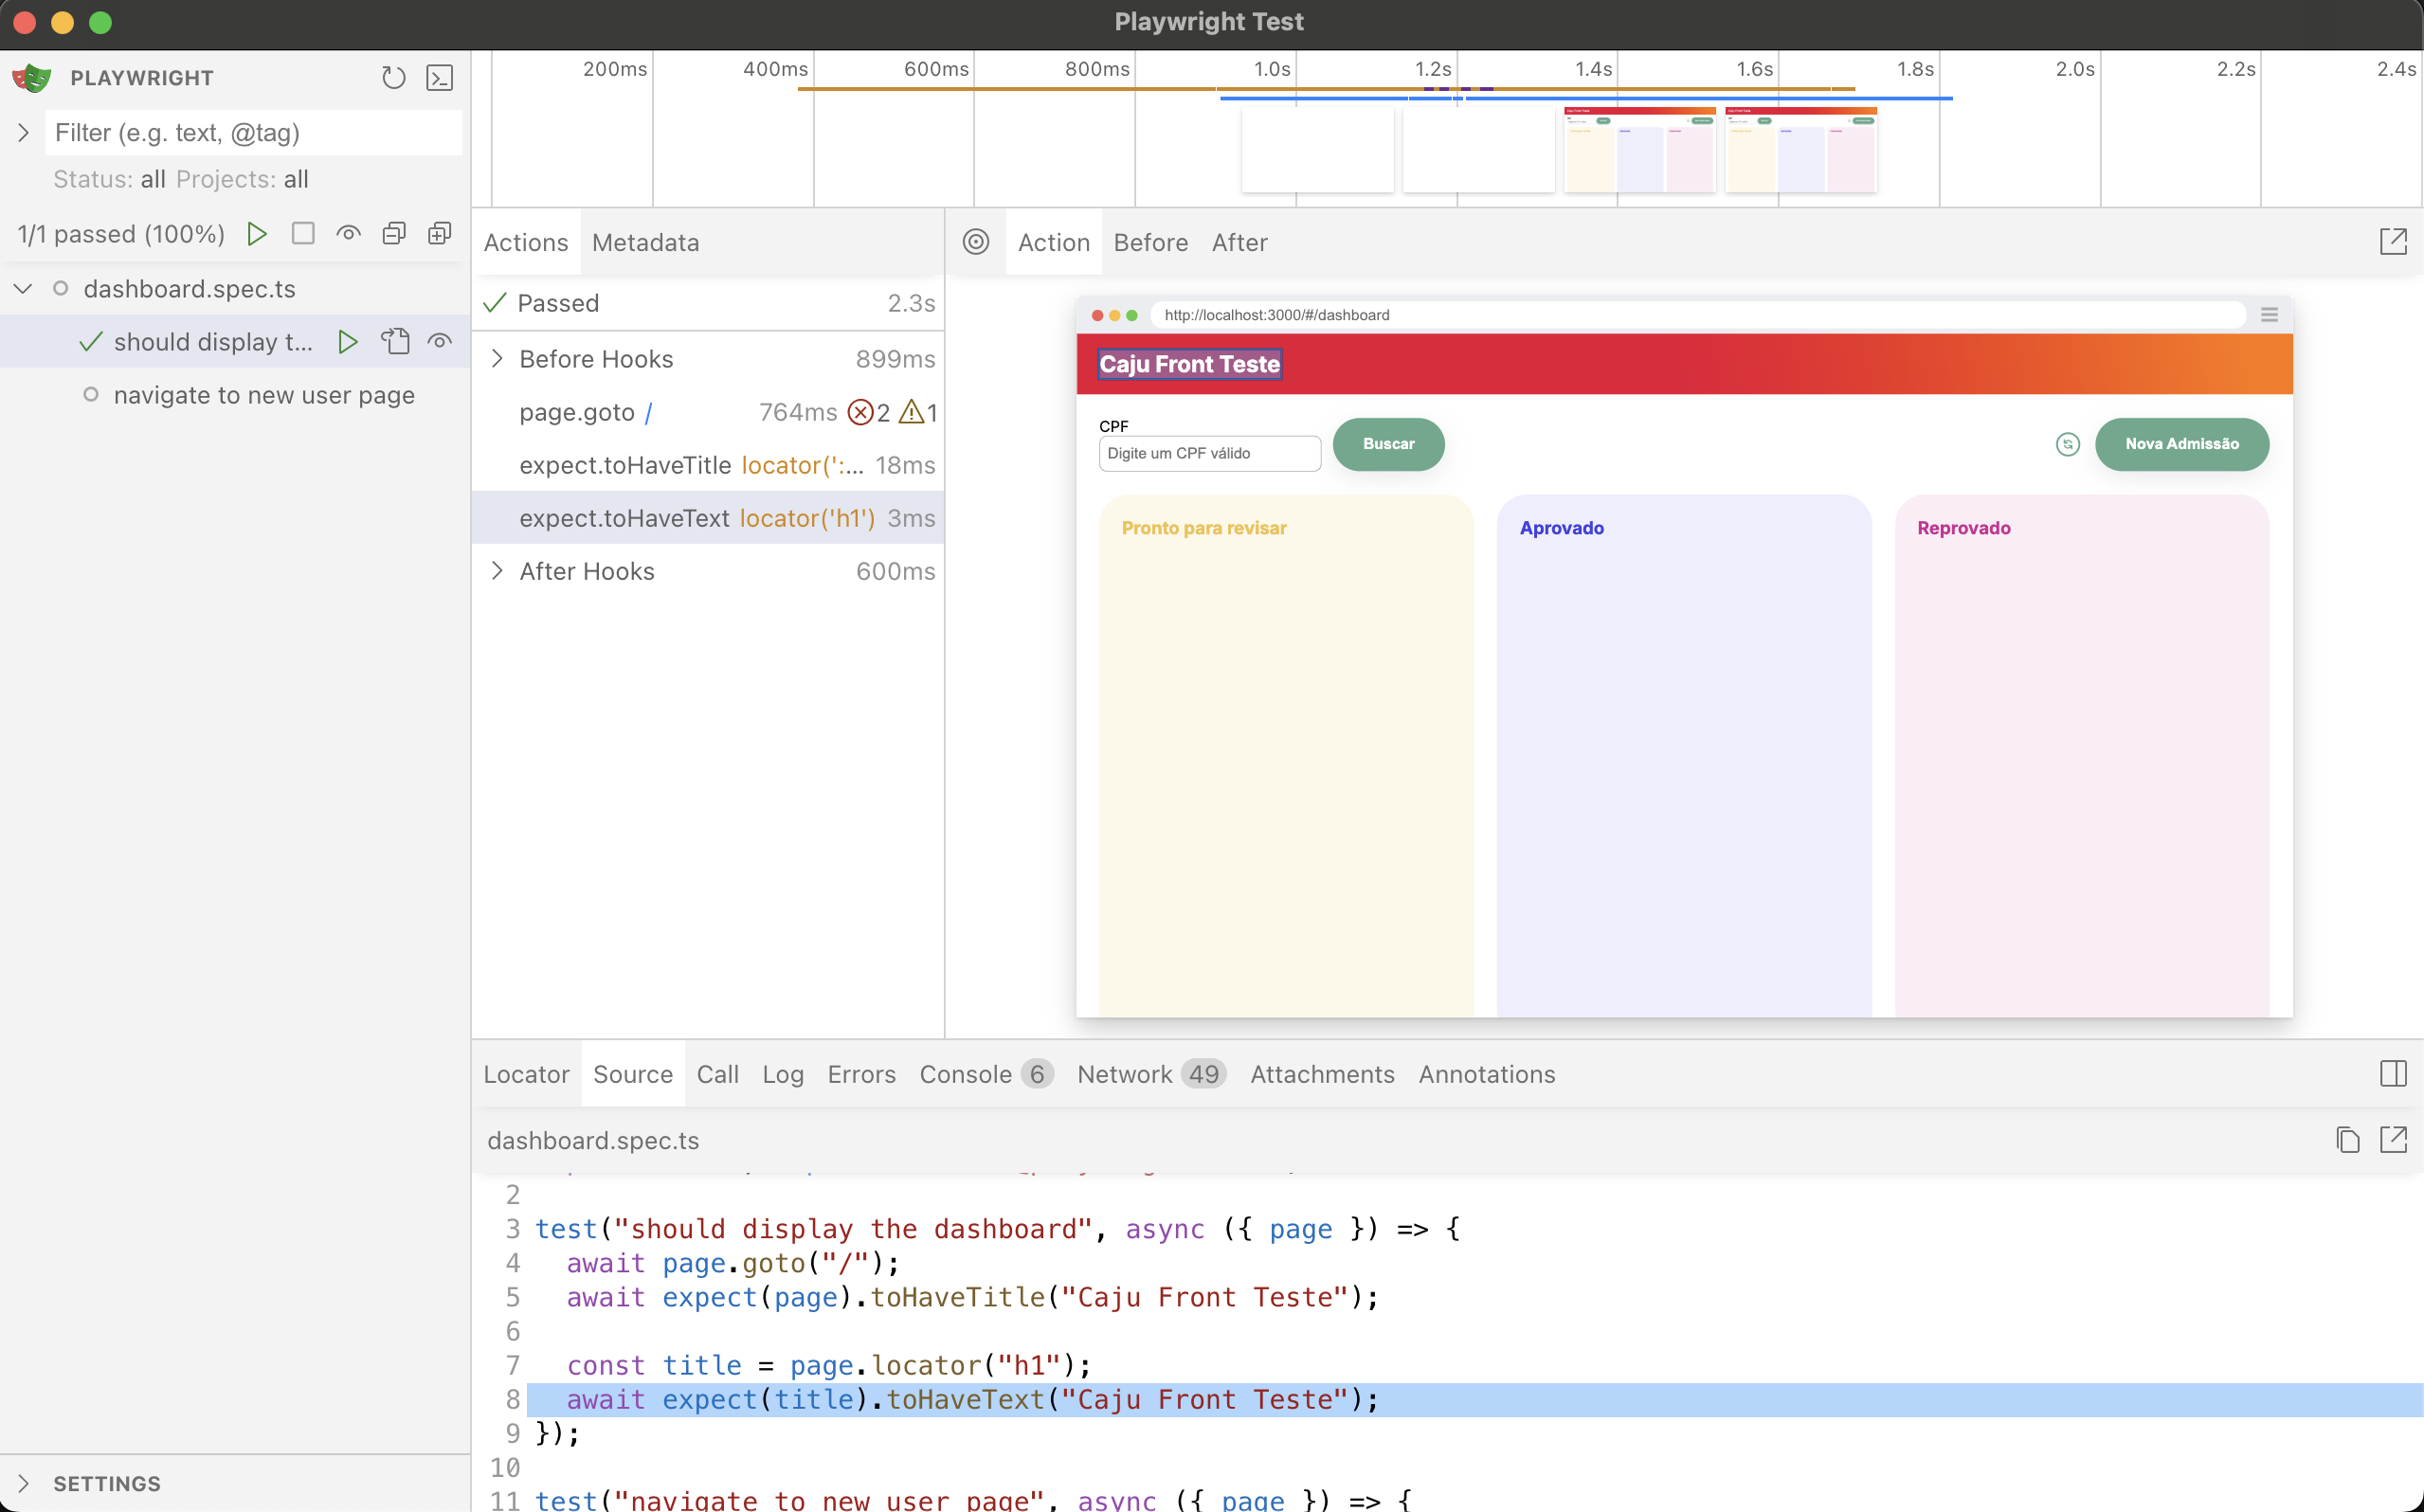 Playwright Test
PLAYWRIGHT
Filter (e.g. text, @tag)
Status: all Projects: all
1/1 passed (100%)
dashboard.spec.ts
should display t...
navigate to new user page
SETTINGS
200ms 400ms 600ms 800ms 1.0s 1.2s 1.4s 1.6s 1.8s 2.0s 2.2s 2.4s
Actions Metadata
Passed 2.3s
Before Hooks 899ms
page.goto / 764ms 2 1
expect.toHaveTitle locator(':... 18ms
expect.toHaveText locator('h1') 3ms
After Hooks 600ms
Action Before After
http://localhost:3000/#/dashboard
Caju Front Teste
CPF
Digite um CPF válido
Buscar
Nova Admissão
Pronto para revisar
Aprovado
Reprovado
Locator Source Call Log Errors Console 6 Network 49 Attachments Annotations
dashboard.spec.ts
2
3 test("should display the dashboard", async ({ page }) => {
4 await page.goto("/");
5 await expect(page).toHaveTitle("Caju Front Teste");
6
7 const title = page.locator("h1");
8 await expect(title).toHaveText("Caju Front Teste");
9 });
10
11 test("navigate to new user page", async ({ page }) => {